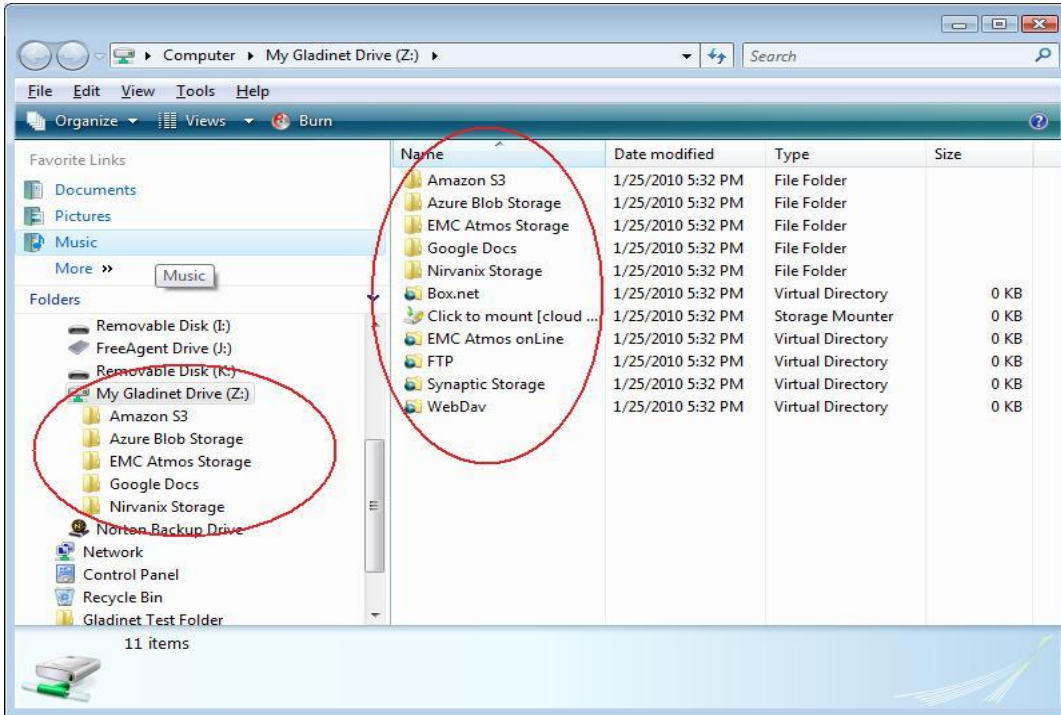 Computer ▸ My Gladinet Drive (Z:) ▸
Search
File Edit View Tools Help
Organize Views Burn
Favorite Links
Documents
Pictures
Music
More »
Music
Folders
Removable Disk (I:)
FreeAgent Drive (J:)
Removable Disk (K:)
My Gladinet Drive (Z:)
Amazon S3
Azure Blob Storage
EMC Atmos Storage
Google Docs
Nirvanix Storage
Norton Backup Drive
Network
Control Panel
Recycle Bin
Gladinet Test Folder
Name Date modified Type Size
Amazon S3 1/25/2010 5:32 PM File Folder
Azure Blob Storage 1/25/2010 5:32 PM File Folder
EMC Atmos Storage 1/25/2010 5:32 PM File Folder
Google Docs 1/25/2010 5:32 PM File Folder
Nirvanix Storage 1/25/2010 5:32 PM File Folder
Box.net 1/25/2010 5:32 PM Virtual Directory 0 KB
Click to mount [cloud ... 1/25/2010 5:32 PM Storage Mounter 0 KB
EMC Atmos onLine 1/25/2010 5:32 PM Virtual Directory 0 KB
FTP 1/25/2010 5:32 PM Virtual Directory 0 KB
Synaptic Storage 1/25/2010 5:32 PM Virtual Directory 0 KB
WebDav 1/25/2010 5:32 PM Virtual Directory 0 KB
11 items